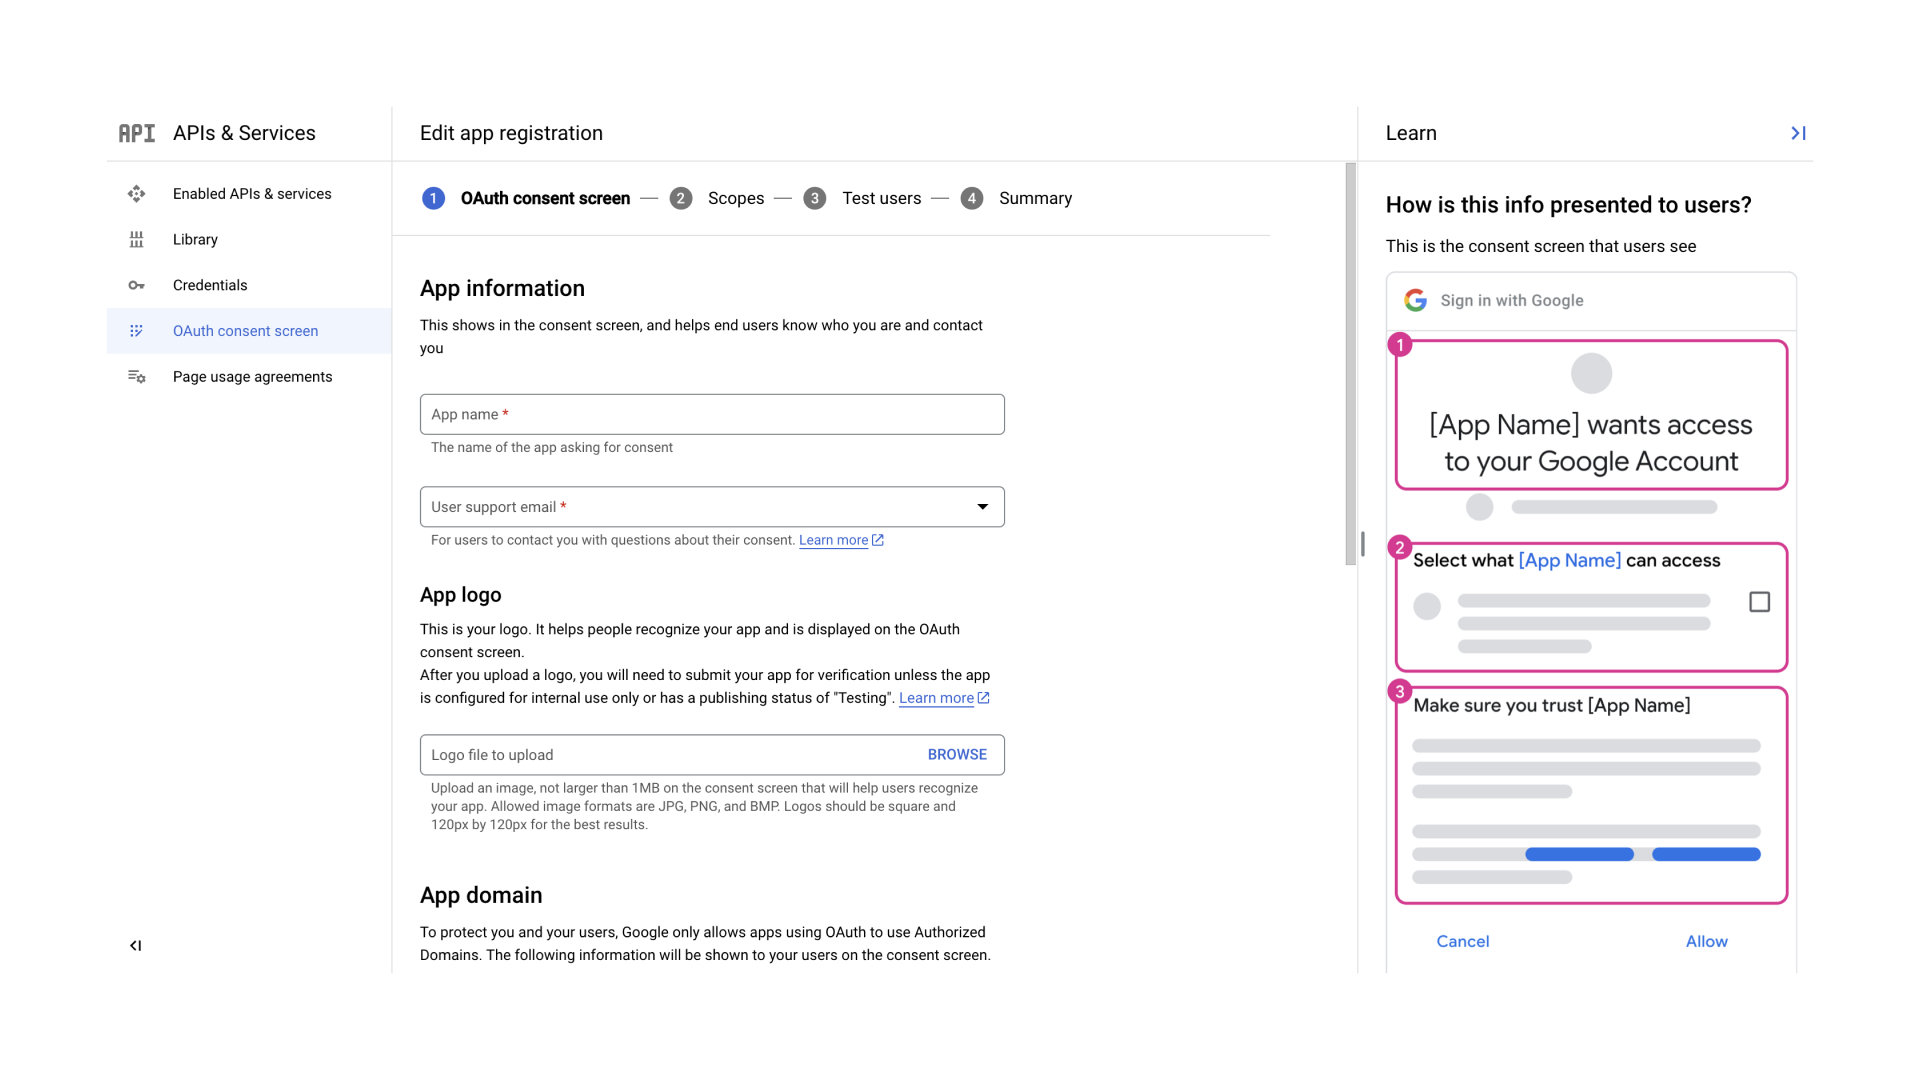 API APIs & Services
Enabled APIs & services
Library
Credentials
OAuth consent screen
Page usage agreements
Edit app registration
1 OAuth consent screen — 2 Scopes — 3 Test users — 4 Summary
App information
This shows in the consent screen, and helps end users know who you are and contact
you
App name *
The name of the app asking for consent
User support email *
For users to contact you with questions about their consent. Learn more
App logo
This is your logo. It helps people recognize your app and is displayed on the OAuth
consent screen.
After you upload a logo, you will need to submit your app for verification unless the app
is configured for internal use only or has a publishing status of "Testing". Learn more
Logo file to upload BROWSE
Upload an image, not larger than 1MB on the consent screen that will help users recognize
your app. Allowed image formats are JPG, PNG, and BMP. Logos should be square and
120px by 120px for the best results.
App domain
To protect you and your users, Google only allows apps using OAuth to use Authorized
Domains. The following information will be shown to your users on the consent screen.
Learn
How is this info presented to users?
This is the consent screen that users see
G Sign in with Google
1
[App Name] wants access
to your Google Account
2
Select what [App Name] can access
3
Make sure you trust [App Name]
Cancel Allow